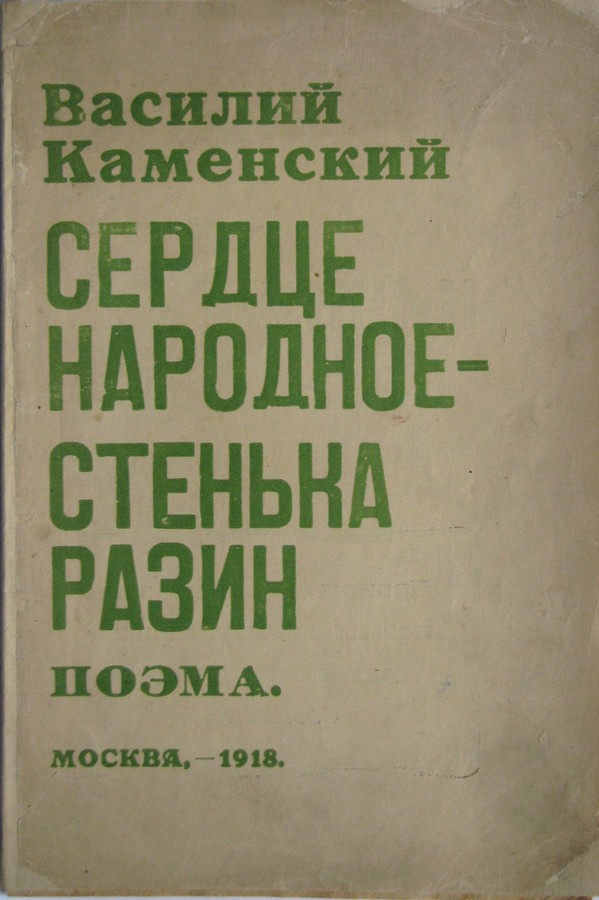 Василий
Каменский
СЕРДЦЕ
НАРОДНОЕ-
СТЕНЬКА
РАЗИН
ПОЭМА.
МОСКВА,—1918.